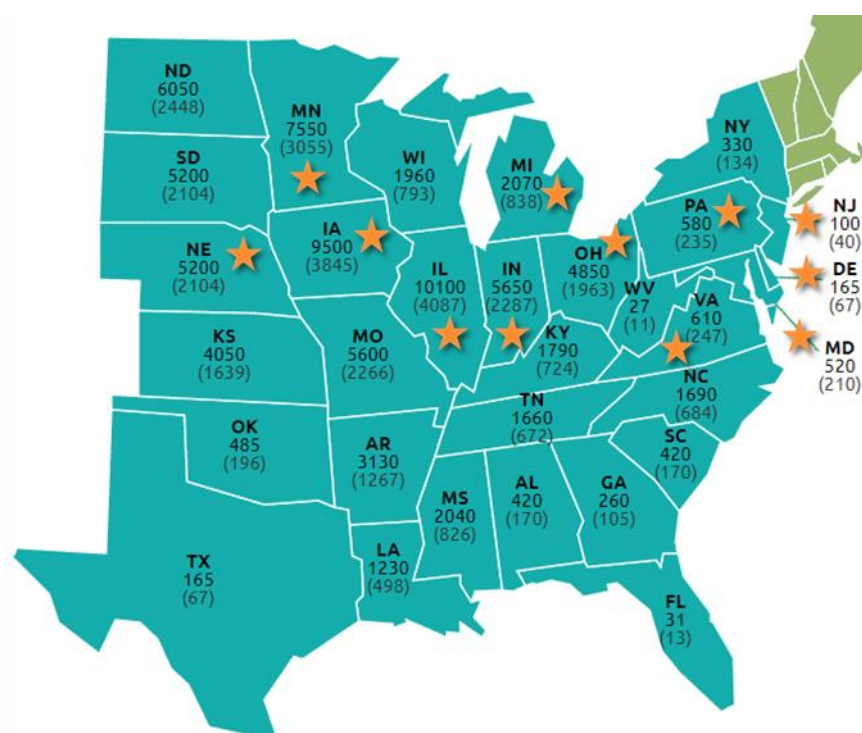 ND
6050
(2448)
MN
7550
(3055)
SD
5200
(2104)
WI
1960
(793)
MI
2070
(838)
NY
330
(134)
PA
580
(235)
NJ
100
(40)
NE
5200
(2104)
IA
9500
(3845)
IL
10100
(4087)
IN
5650
(2287)
OH
4850
(1963)
WV
27
(11)
VA
610
(247)
DE
165
(67)
MD
520
(210)
KS
4050
(1639)
MO
5600
(2266)
KY
1790
(724)
NC
1690
(684)
TN
1660
(672)
OK
485
(196)
AR
3130
(1267)
SC
420
(170)
MS
2040
(826)
AL
420
(170)
GA
260
(105)
TX
165
(67)
LA
1230
(498)
FL
31
(13)